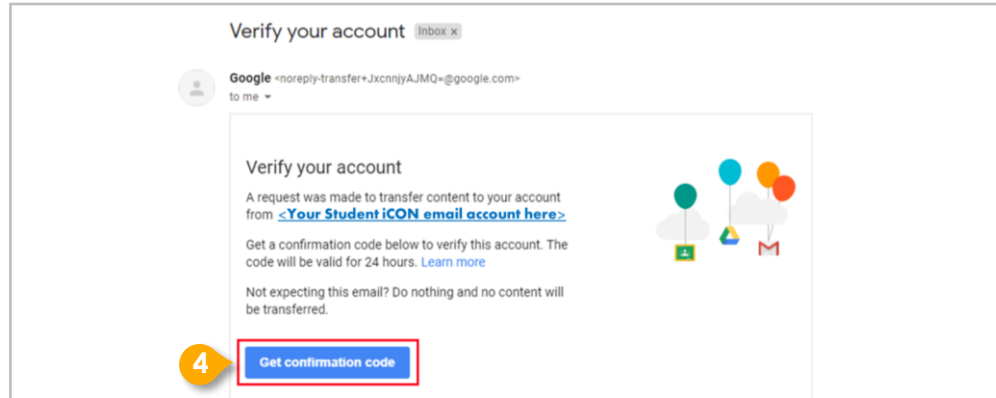 Verify your account Inbox x
Google <noreply-transfer+JxcnnjyAJMQ=@google.com>
to me
Verify your account
A request was made to transfer content to your account
from <Your Student iCON email account here>
Get a confirmation code below to verify this account. The
code will be valid for 24 hours. Learn more
Not expecting this email? Do nothing and no content will
be transferred.
4 Get confirmation code